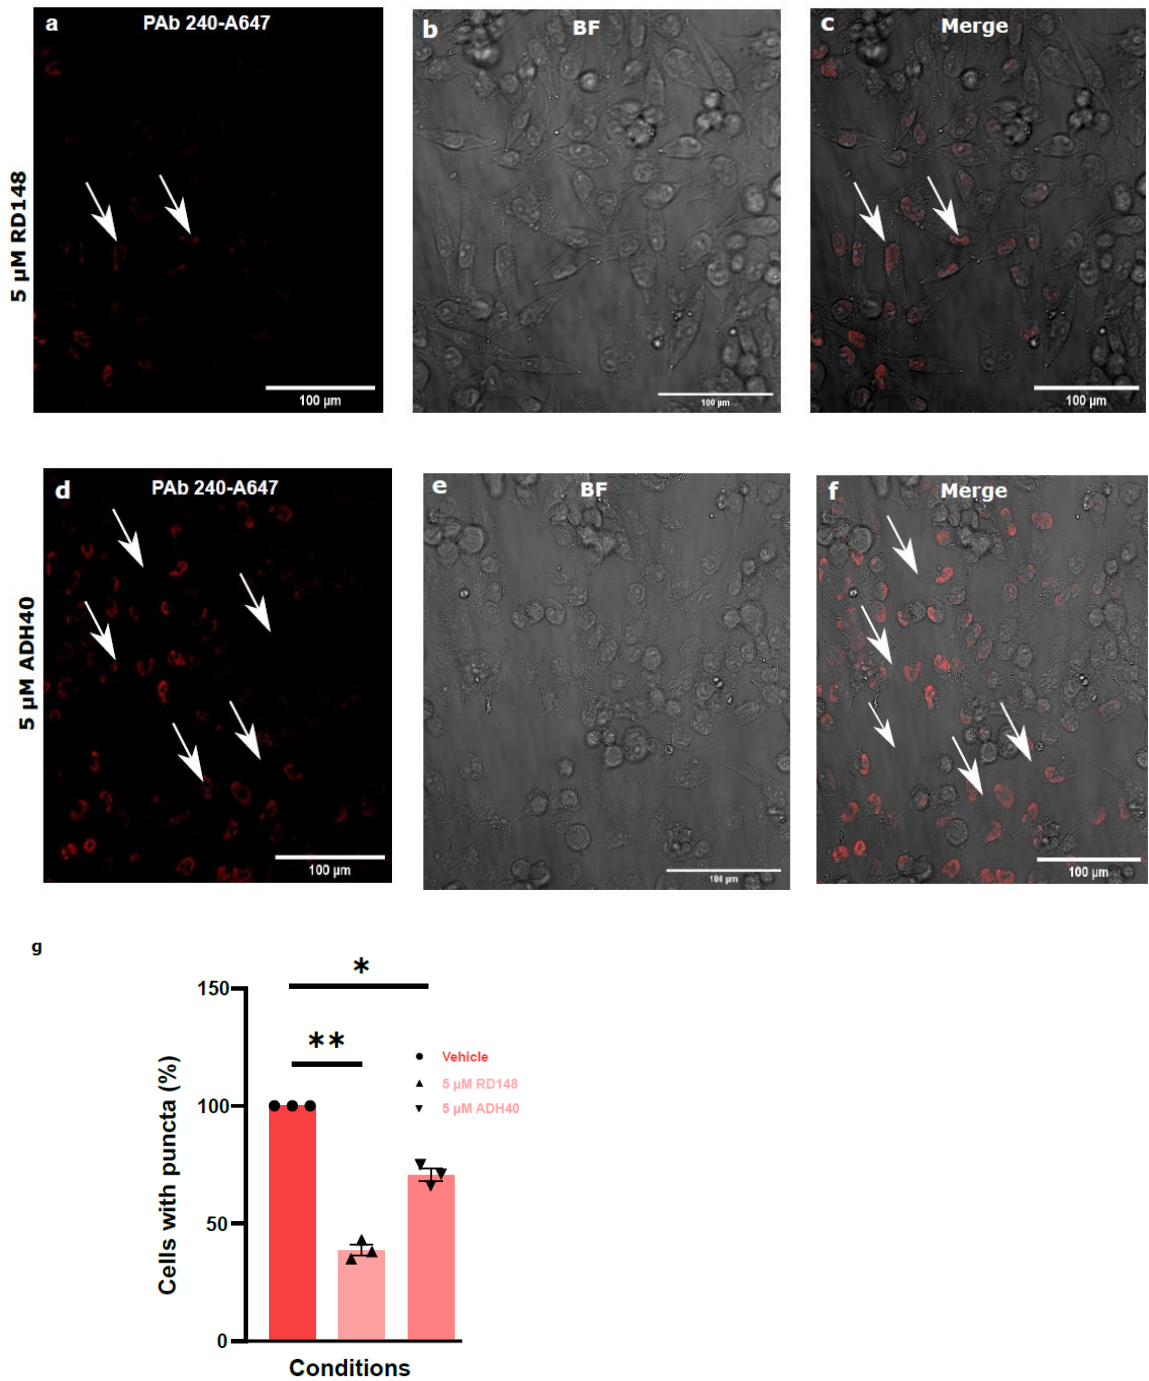 a PAb 240-A647
b BF
c Merge
5 µM RD148
100 µm
100 µm
100 µm
d PAb 240-A647
e BF
f Merge
5 µM ADH40
100 µm
100 µm
100 µm
g
*
**
150
100
50
0
Cells with puncta (%)
Vehicle
5 µM RD148
5 µM ADH40
Conditions